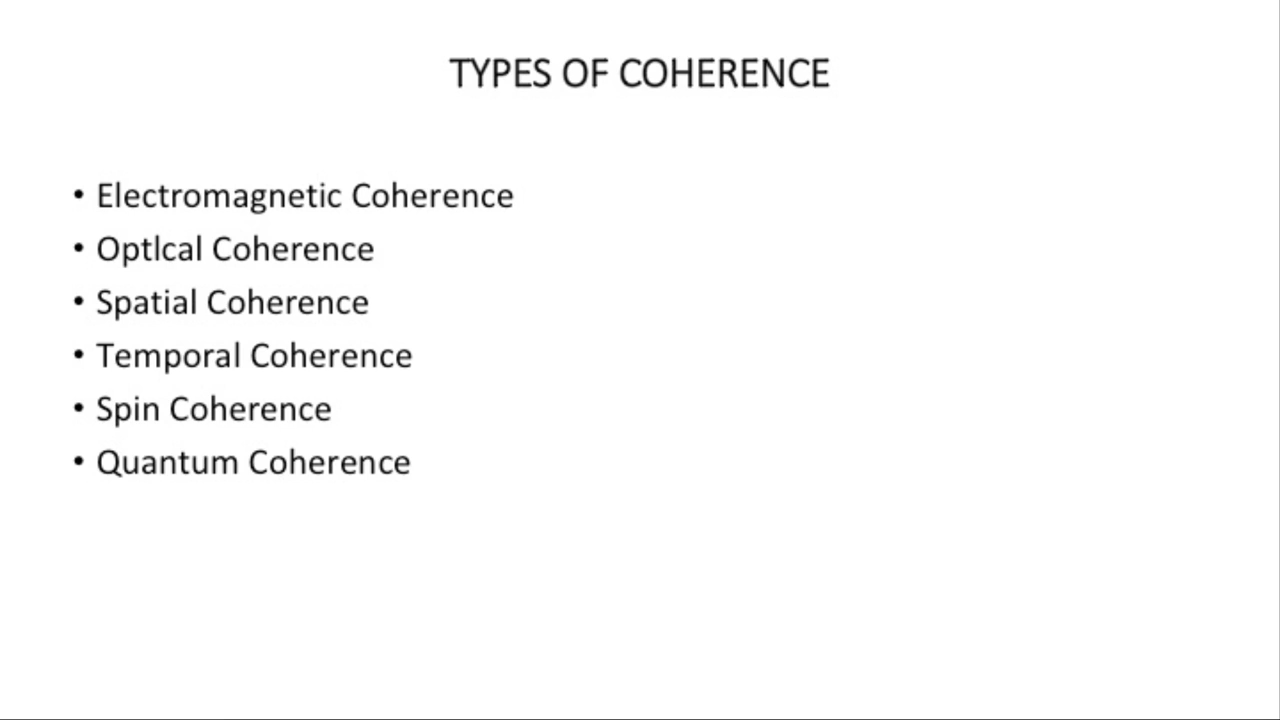 TYPES OF COHERENCE
• Electromagnetic Coherence
• Optlcal Coherence
• Spatial Coherence
• Temporal Coherence
• Spin Coherence
• Quantum Coherence